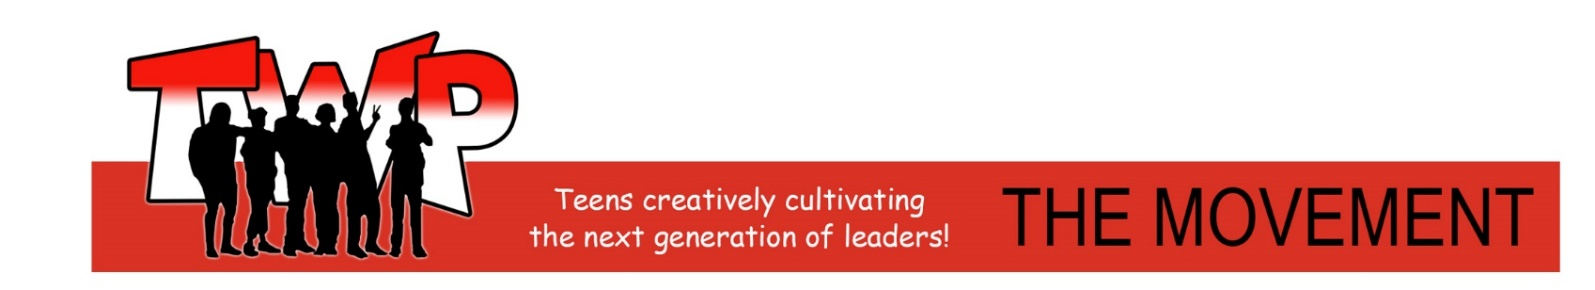 TWP
Teens creatively cultivating
the next generation of leaders!
THE MOVEMENT